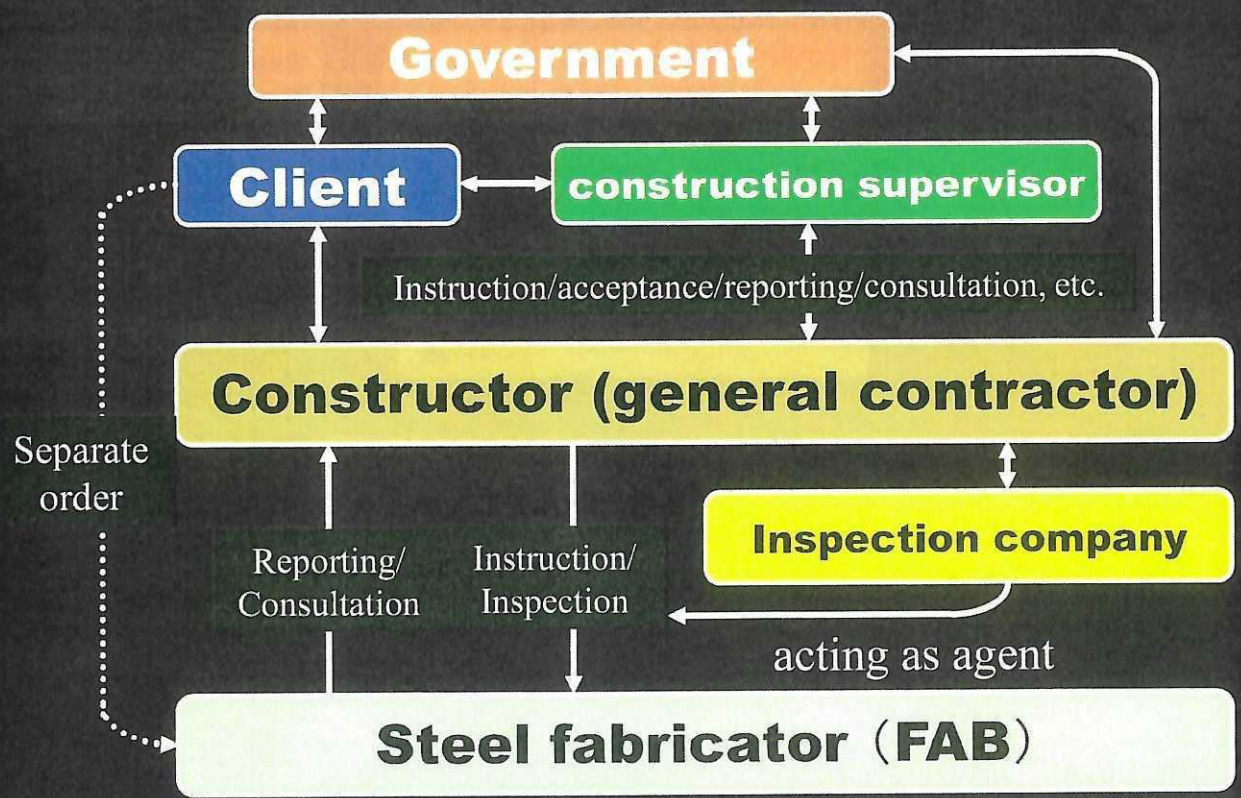 Government
Client
construction supervisor
Instruction/acceptance/reporting/consultation, etc.
Constructor (general contractor)
Separate
order
Reporting/
Consultation
Instruction/
Inspection
Inspection company
acting as agent
Steel fabricator（FAB）